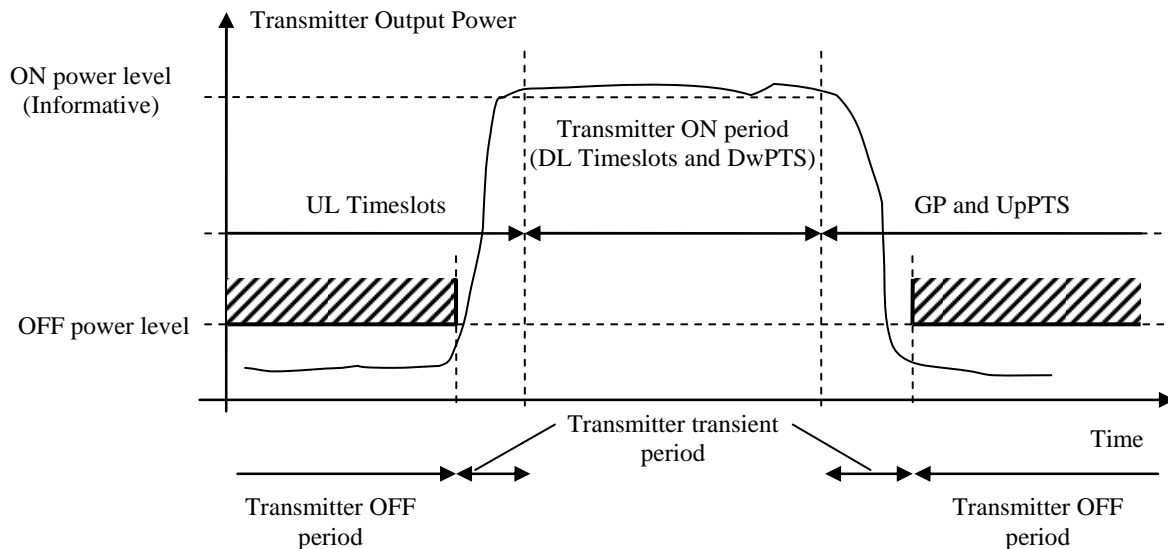 Transmitter Output Power
ON power level
(Informative)
Transmitter ON period
(DL Timeslots and DwPTS)
UL Timeslots
GP and UpPTS
OFF power level
Transmitter transient
period
Time
Transmitter OFF
period
Transmitter OFF
period